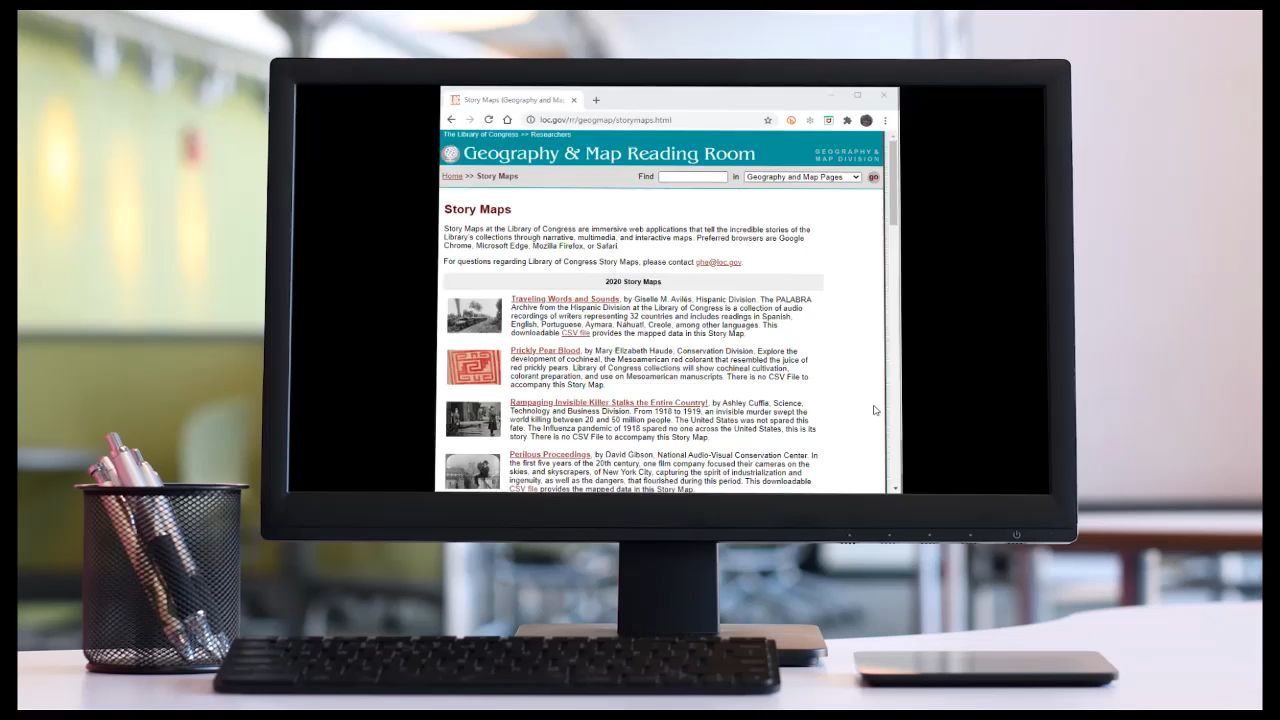 Story Maps (Geography and Ma
loc.gov/rr/geogmap/storymaps.html
The Library of Congress >> Researchers
Geography & Map Reading Room
GEOGRAPHY &
MAP DIVISION
Home >> Story Maps
Find in Geography and Map Pages go
Story Maps
Story Maps at the Library of Congress are immersive web applications that tell the incredible stories of the
Library's collections through narrative, multimedia, and interactive maps. Preferred browsers are Google
Chrome, Microsoft Edge, Mozilla Firefox, or Safari.
For questions regarding Library of Congress Story Maps, please contact ghe@loc.gov.
2020 Story Maps
Traveling Words and Sounds, by Giselle M. Avilés, Hispanic Division. The PALABRA
Archive from the Hispanic Division at the Library of Congress is a collection of audio
recordings of writers representing 32 countries and includes readings in Spanish,
English, Portuguese, Aymara, Nahuatl, Creole, among other languages. This
downloadable CSV file provides the mapped data in this Story Map.
Prickly Pear Blood, by Mary Elizabeth Haude, Conservation Division. Explore the
development of cochineal, the Mesoamerican red colorant that resembled the juice of
red prickly pears. Library of Congress collections will show cochineal cultivation,
colorant preparation, and use on Mesoamerican manuscripts. There is no CSV File to
accompany this Story Map.
Rampaging Invisible Killer Stalks the Entire Country!, by Ashley Cuffia, Science,
Technology and Business Division. From 1918 to 1919, an invisible murder swept the
world killing between 20 and 50 million people. The United States was not spared this
fate. The Influenza pandemic of 1918 spared no one across the United States, this is its
story. There is no CSV File to accompany this Story Map.
Perilous Proceedings, by David Gibson, National Audio-Visual Conservation Center. In
the first five years of the 20th century, one film company focused their cameras on the
skies, and skyscrapers, of New York City, capturing the spirit of industrialization and
ingenuity, as well as the dangers, that flourished during this period. This downloadable
CSV file provides the mapped data in this Story Map.